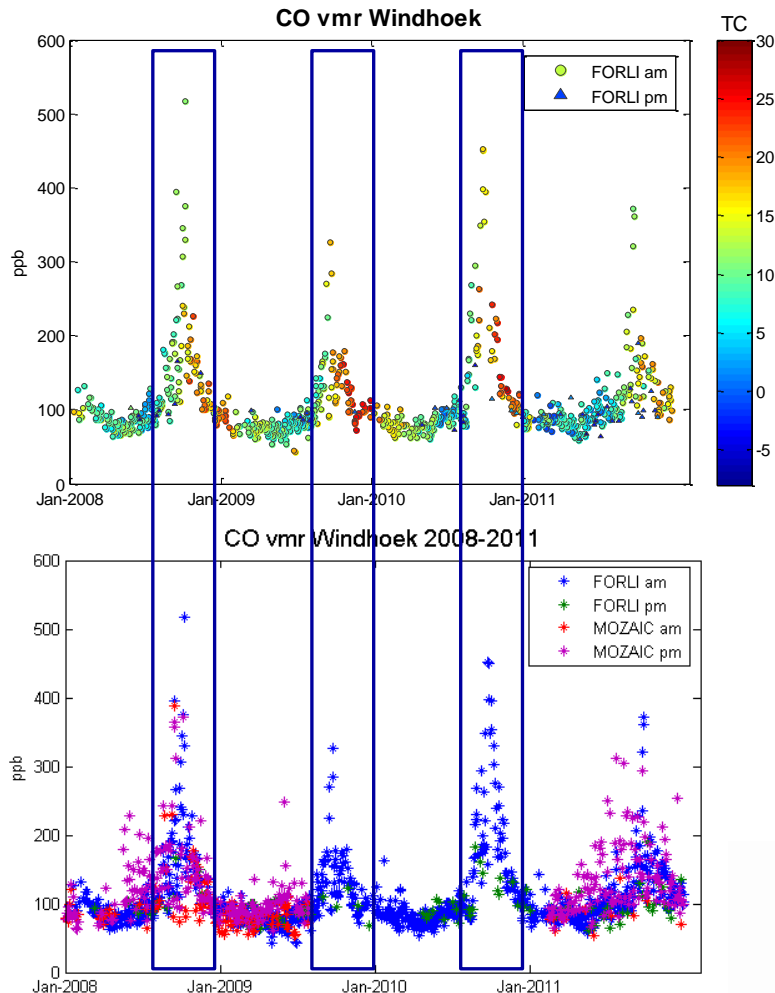 CO vmr Windhoek
TC
600
500
400
300
200
100
0
ppb
FORLI am
FORLI pm
Jan-2008
Jan-2009
Jan-2010
Jan-2011
30
25
20
15
10
5
0
-5
CO vmr Windhoek 2008-2011
600
500
400
300
200
100
0
ppb
FORLI am
FORLI pm
MOZAIC am
MOZAIC pm
Jan-2008
Jan-2009
Jan-2010
Jan-2011